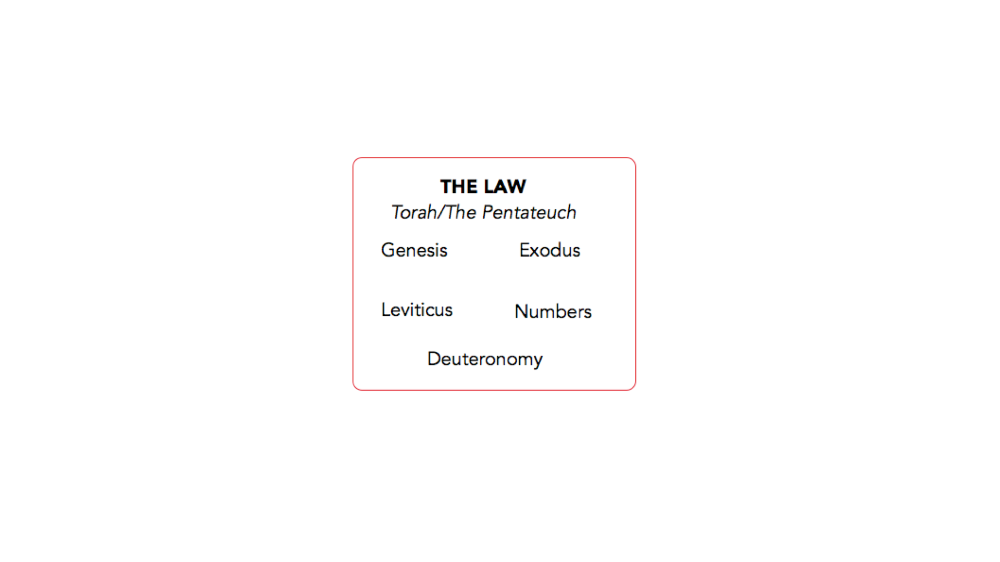 THE LAW
Torah/The Pentateuch
Genesis Exodus
Leviticus Numbers
Deuteronomy